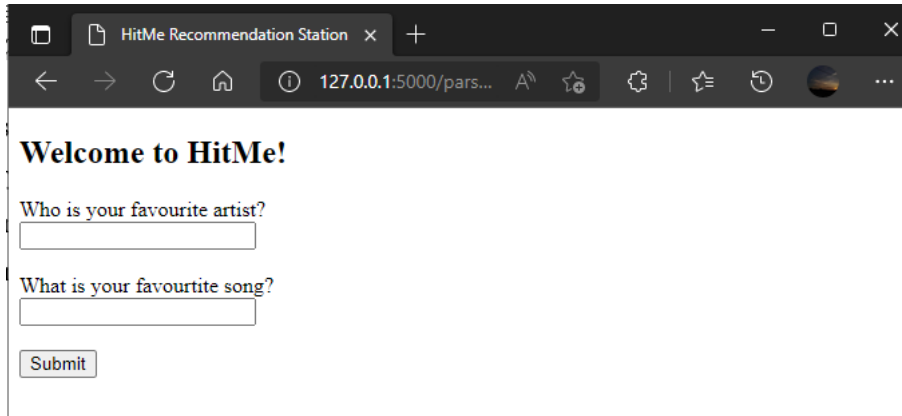 HitMe Recommendation Station
127.0.0.1:5000/pars...
Welcome to HitMe!
Who is your favourite artist?
What is your favourtite song?
Submit